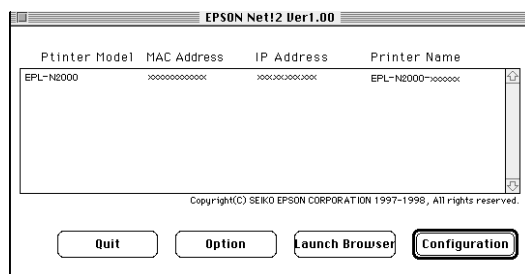 EPSON Net!2 Ver1.00
Ptinter Model MAC Address IP Address Printer Name
EPL-N2000 xxxxxxxxxxxx xxx.xxx.xxx.xxx EPL-N2000-xxxxxx
Copyright(C) SEIKO EPSON CORPORATION 1997-1998, All rights reserved.
Quit Option Launch Browser Configuration